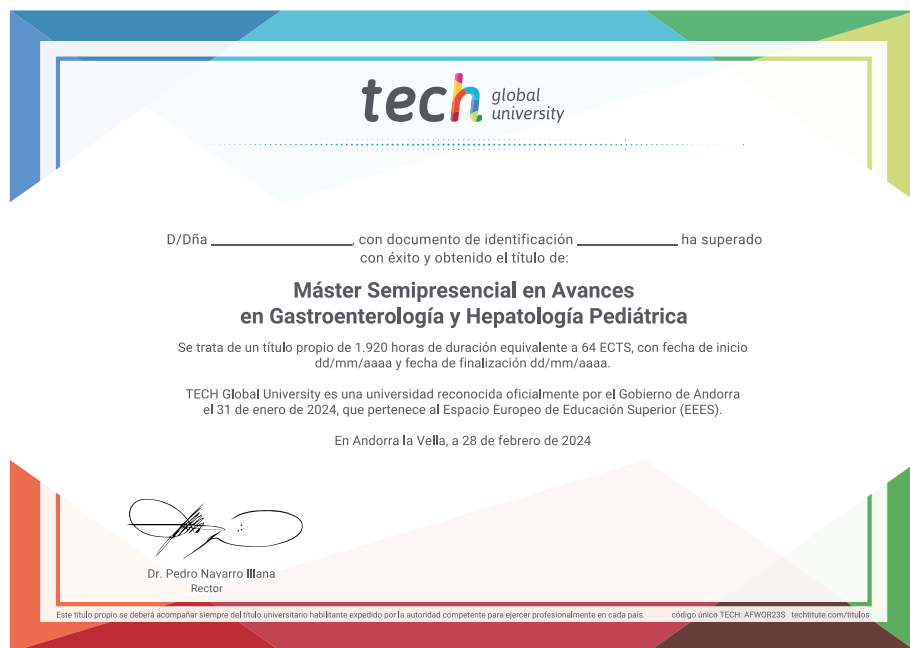 tech global university
D/Dña , con documento de identificación ha superado
con éxito y obtenido el título de:
Máster Semipresencial en Avances
en Gastroenterología y Hepatología Pediátrica
Se trata de un título propio de 1.920 horas de duración equivalente a 64 ECTS, con fecha de inicio
dd/mm/aaaa y fecha de finalización dd/mm/aaaa.
TECH Global University es una universidad reconocida oficialmente por el Gobierno de Andorra
el 31 de enero de 2024, que pertenece al Espacio Europeo de Educación Superior (EEES).
En Andorra la Vella, a 28 de febrero de 2024
Dr. Pedro Navarro Illana
Rector
Este título propio se deberá acompañar siempre del título universitario habilitante expedido por la autoridad competente para ejercer profesionalmente en cada país. código único TECH: AFWOR23S techtitute.com/titulos